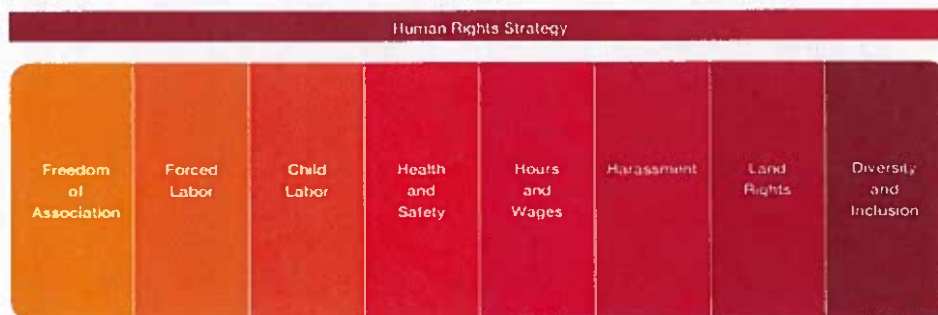 Human Rights Strategy
Freedom
of
Association
Forced
Labor
Child
Labor
Health
and
Safety
Hours
and
Wages
Harassment
Land
Rights
Diversity
and
Inclusion